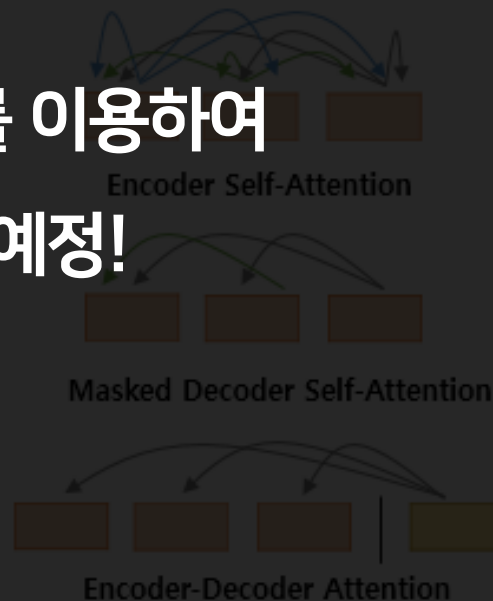 를 이용하여
Encoder Self-Attention
예정!
Masked Decoder Self-Attention
Encoder-Decoder Attention